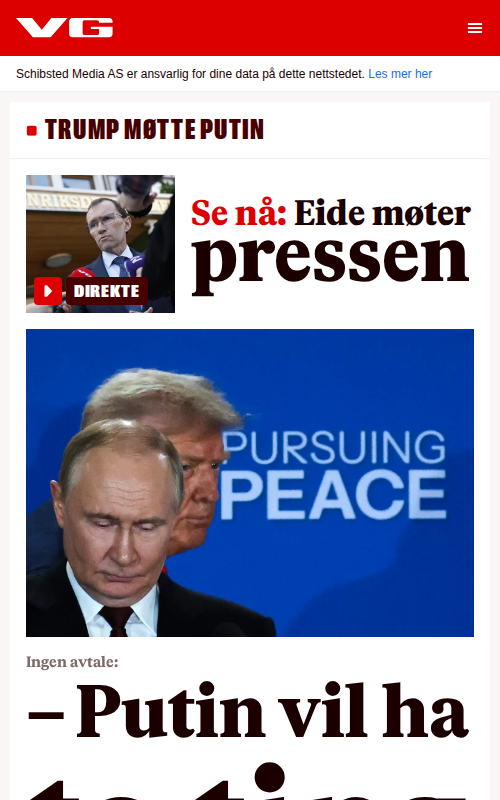 VG
Schibsted Media AS er ansvarlig for dine data på dette nettstedet. Les mer her
TRUMP MØTTE PUTIN
NRIKSD
DIREKTE
Se nå: Eide møter
pressen
PURSUING
PEACE
Ingen avtale:
– Putin vil ha